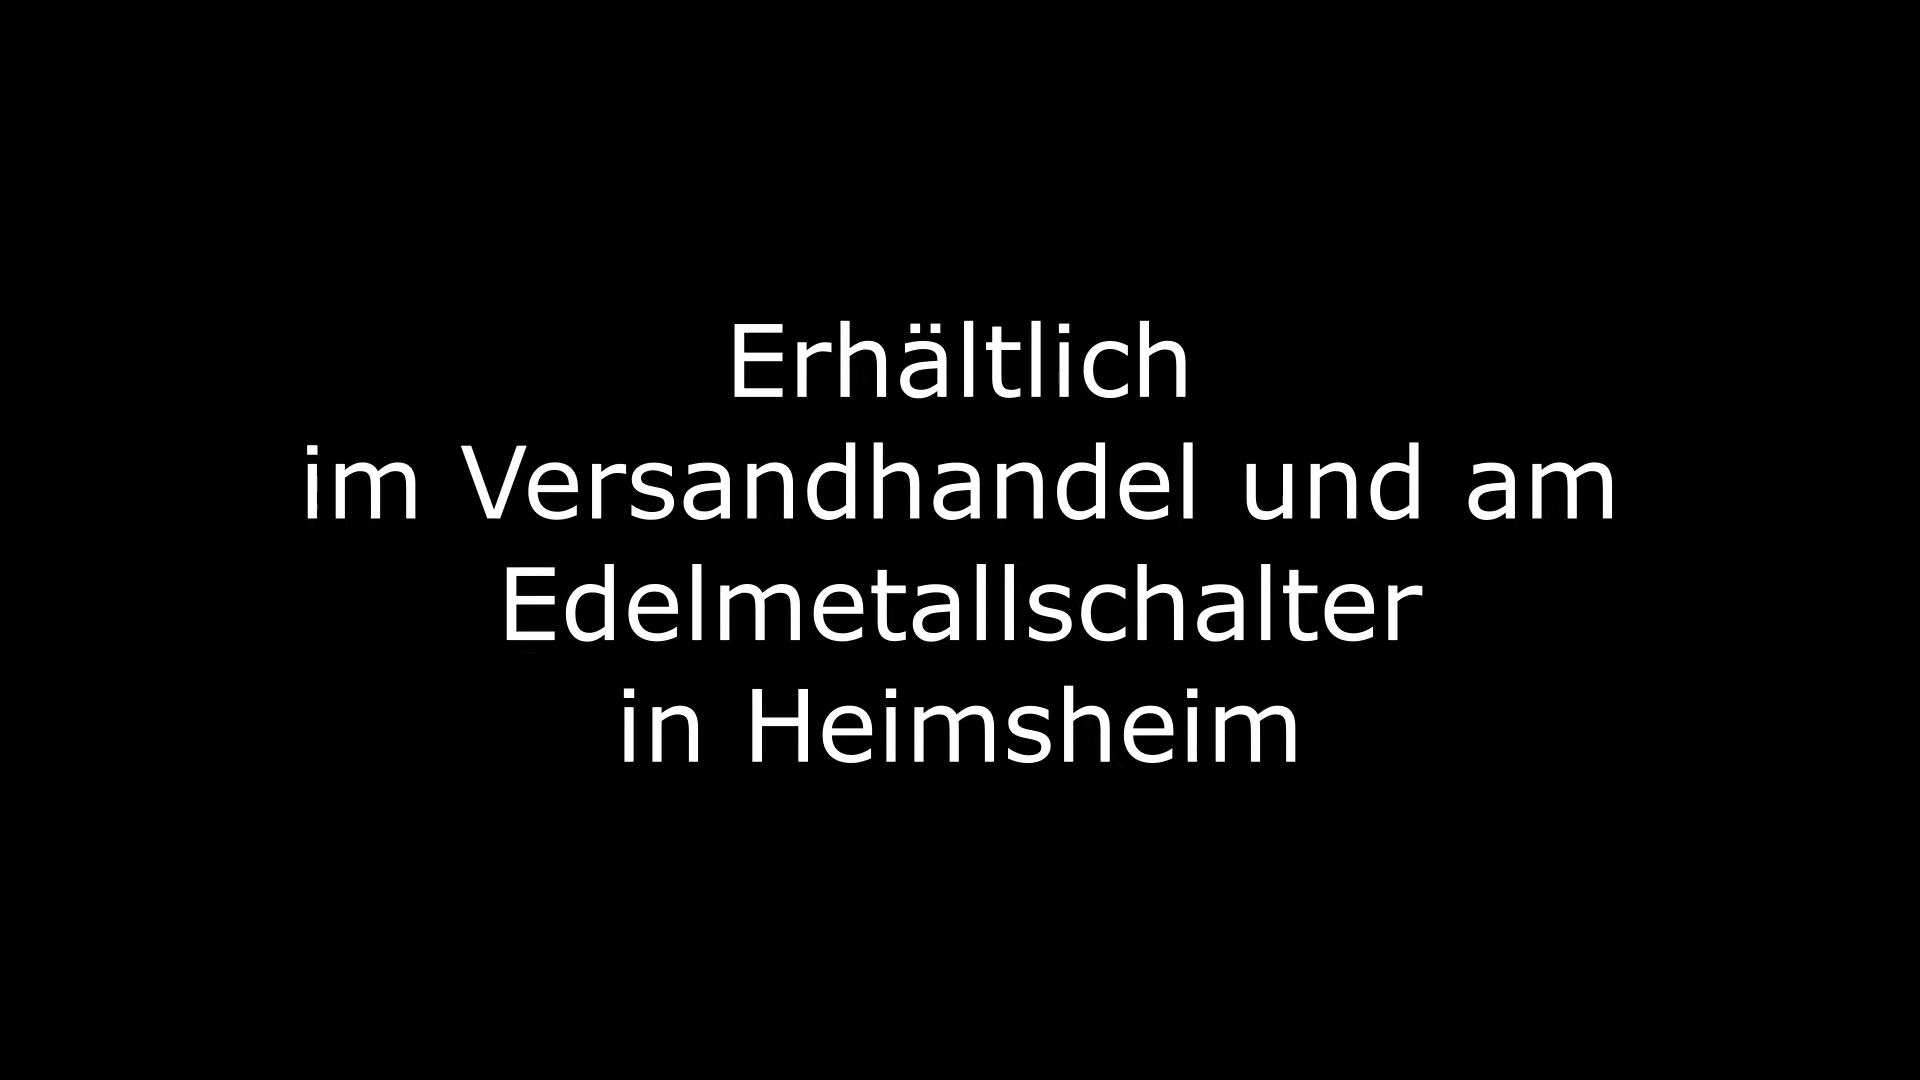 Erhältlich
im Versandhandel und am
Edelmetallschalter
in Heimsheim